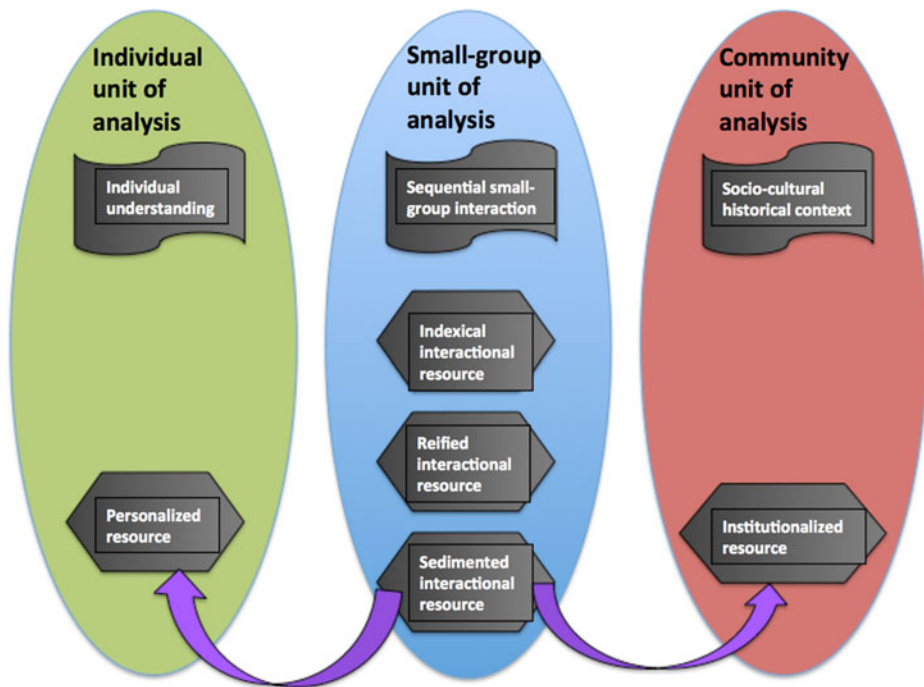 Individual
unit of
analysis
Individual
understanding
Personalized
resource
Small-group
unit of
analysis
Sequential small-
group interaction
Indexical
interactional
resource
Reified
interactional
resource
Sedimented
interactional
resource
Community
unit of
analysis
Socio-cultural
historical context
Institutionalized
resource